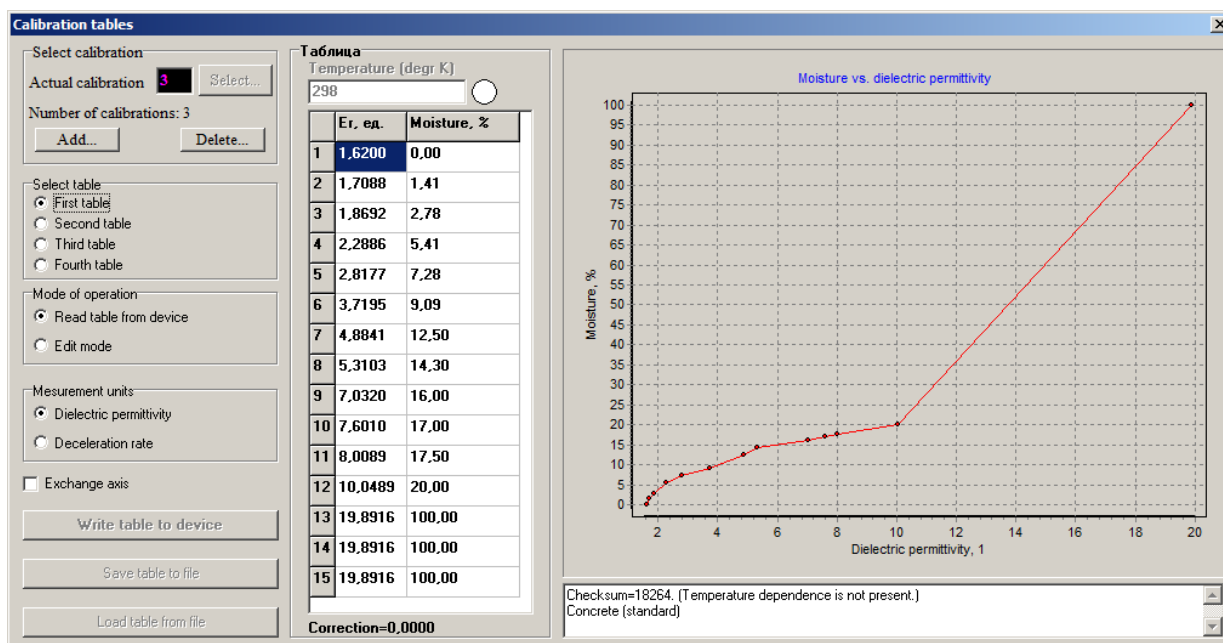 Calibration tables
Select calibration
Actual calibration 3 Select...
Number of calibrations: 3
Add... Delete...
Select table
First table
Second table
Third table
Fourth table
Mode of operation
Read table from device
Edit mode
Mesurement units
Dielectric permittivity
Deceleration rate
Exchange axis
Write table to device
Save table to file
Load table from file
Таблица
Temperature (degr K)
298
Er, ед. Moisture, %
1 1,6200 0,00
2 1,7088 1,41
3 1,8692 2,78
4 2,2886 5,41
5 2,8177 7,28
6 3,7195 9,09
7 4,8841 12,50
8 5,3103 14,30
9 7,0320 16,00
10 7,6010 17,00
11 8,0089 17,50
12 10,0489 20,00
13 19,8916 100,00
14 19,8916 100,00
15 19,8916 100,00
Correction=0,0000
Moisture vs. dielectric permittivity
100
95
90
85
80
75
70
65
60
55
50
45
40
35
30
25
20
15
10
5
0
Moisture, %
2 4 6 8 10 12 14 16 18 20
Dielectric permittivity, 1
Checksum=18264. (Temperature dependence is not present.)
Concrete (standard)